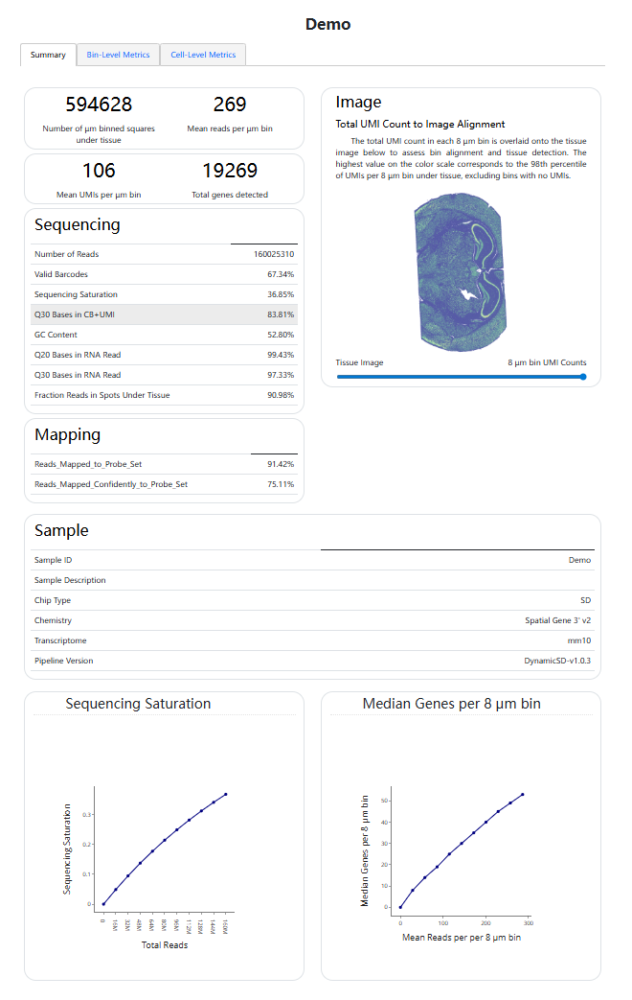 Demo
Summary
Bin-Level Metrics
Cell-Level Metrics
594628
269
Number of µm binned squares
under tissue
Mean reads per µm bin
106
19269
Mean UMIs per µm bin
Total genes detected
Sequencing
Number of Reads 160025310
Valid Barcodes 67.34%
Sequencing Saturation 36.85%
Q30 Bases in CB+UMI 83.81%
GC Content 52.80%
Q20 Bases in RNA Read 99.43%
Q30 Bases in RNA Read 97.33%
Fraction Reads in Spots Under Tissue 90.98%
Mapping
Reads_Mapped_to_Probe_Set 91.42%
Reads_Mapped_Confidently_to_Probe_Set 75.11%
Image
Total UMI Count to Image Alignment
The total UMI count in each 8 µm bin is overlaid onto the tissue
image below to assess bin alignment and tissue detection. The
highest value on the color scale corresponds to the 98th percentile
of UMIs per 8 µm bin under tissue, excluding bins with no UMIs.
Tissue Image 8 µm bin UMI Counts
Sample
Sample ID Demo
Sample Description
Chip Type SD
Chemistry Spatial Gene 3' v2
Transcriptome mm10
Pipeline Version DynamicSD-v1.0.3
Sequencing Saturation
Sequencing Saturation
0.3
0.2
0.1
0
0 16M 32M 48M 64M 80M 96M 112M 128M 144M 160M
Total Reads
Median Genes per 8 µm bin
Median Genes per 8 µm bin
50
40
30
20
10
0
0 100 200 300
Mean Reads per per 8 µm bin